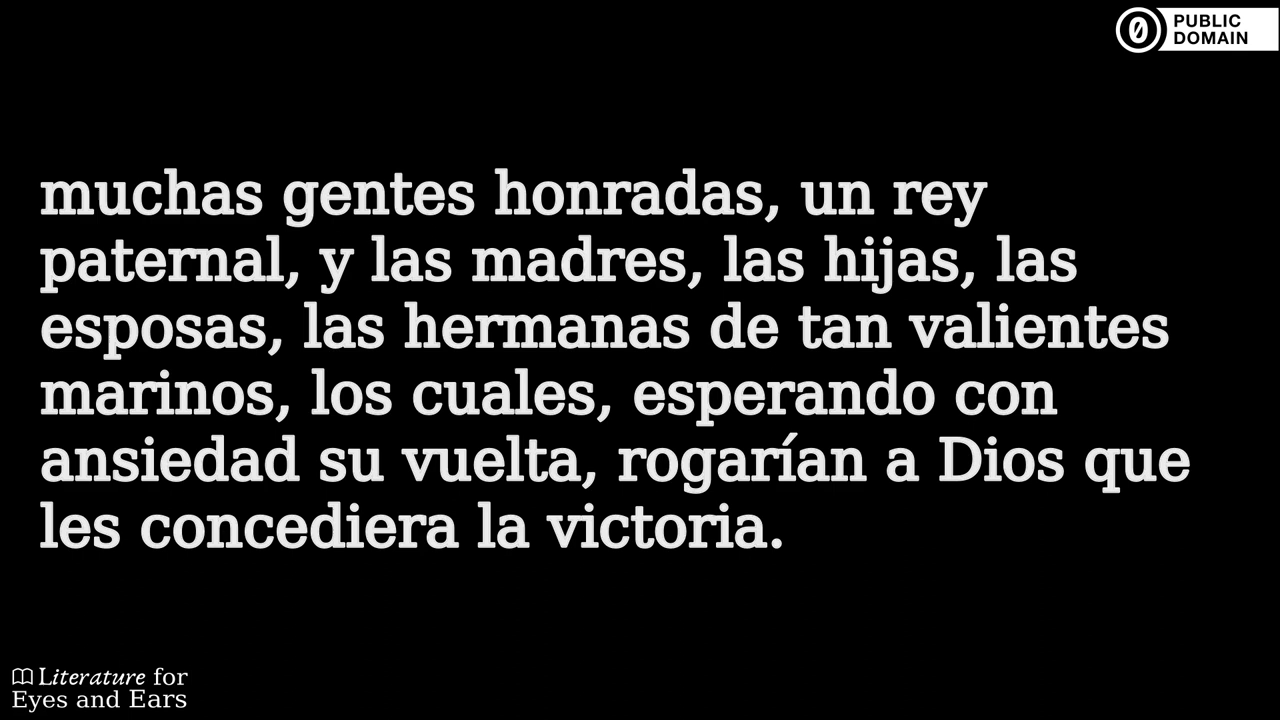 PUBLIC
DOMAIN
muchas gentes honradas, un rey
paternal, y las madres, las hijas, las
esposas, las hermanas de tan valientes
marinos, los cuales, esperando con
ansiedad su vuelta, rogarían a Dios que
les concediera la victoria.
Literature for
Eyes and Ears